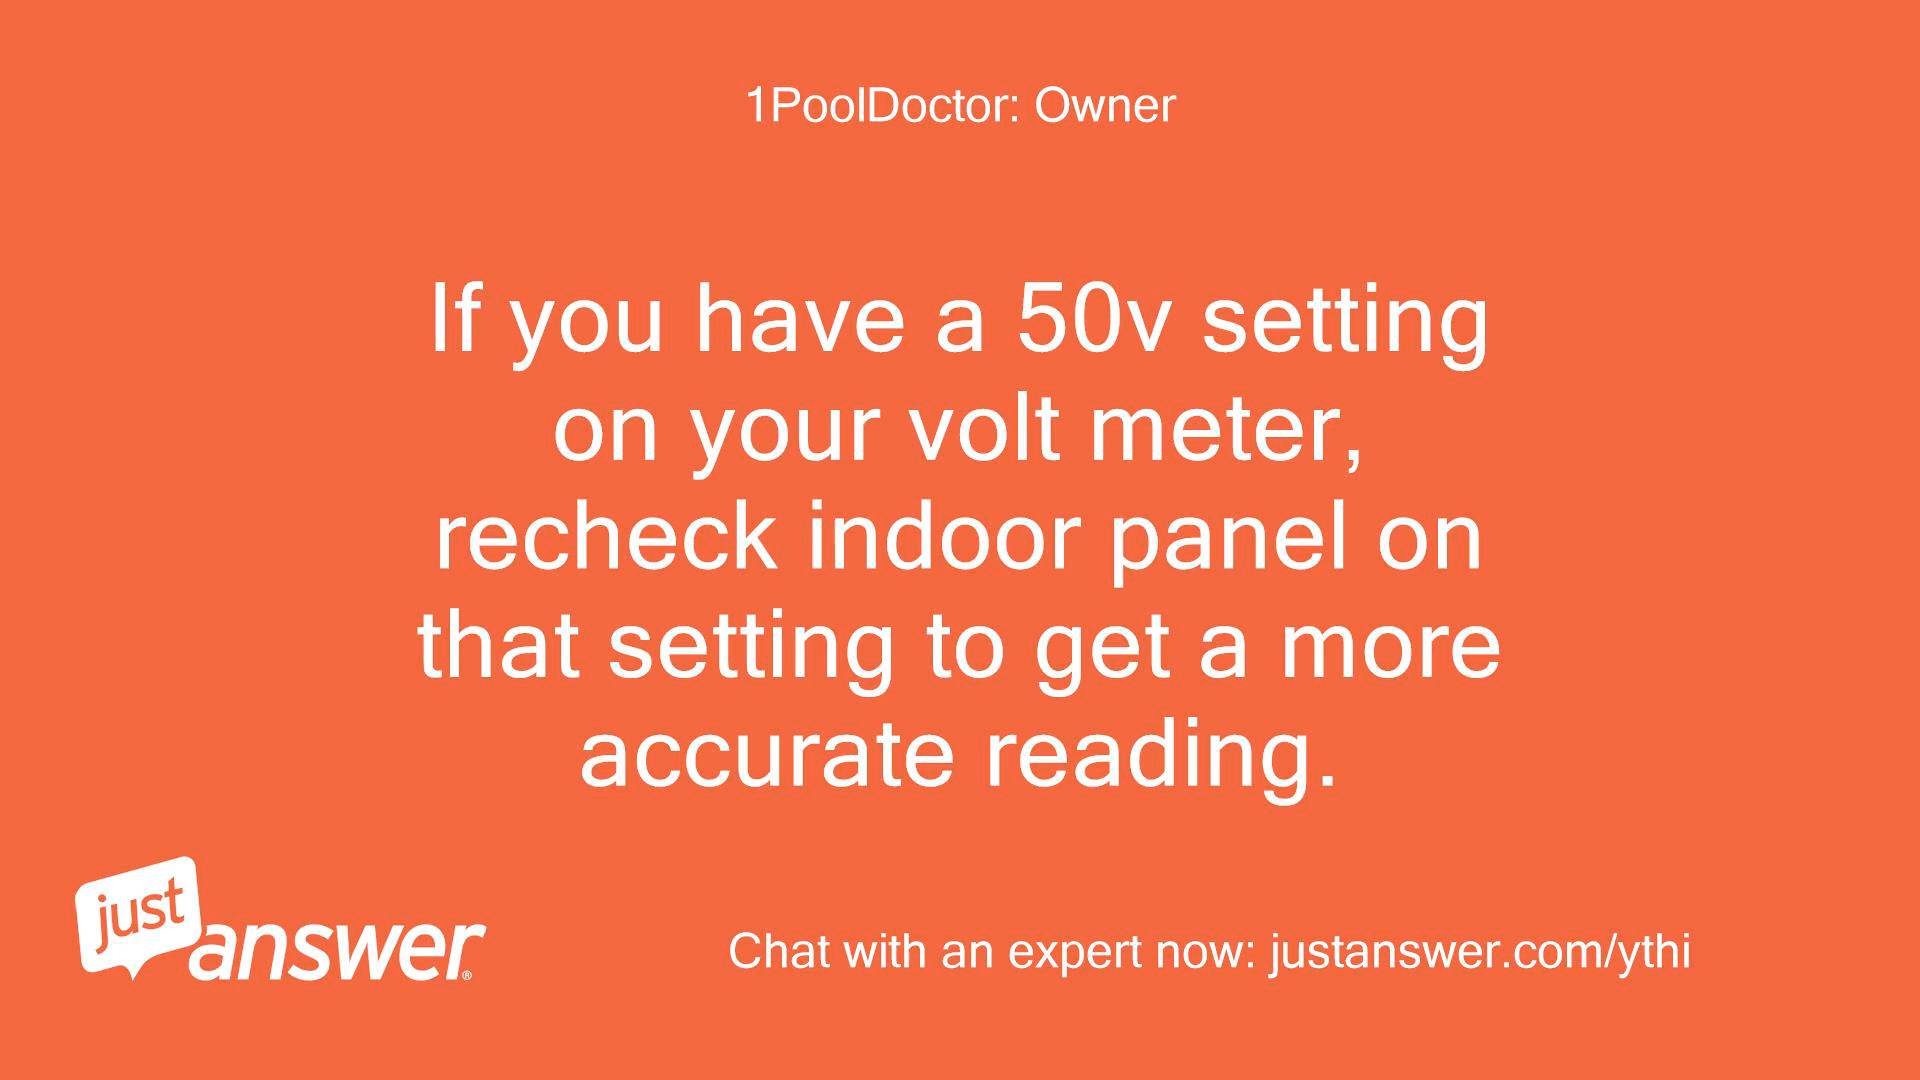 1PoolDoctor: Owner
If you have a 50v setting
on your volt meter,
recheck indoor panel on
that setting to get a more
accurate reading.
just
answer®
Chat with an expert now: justanswer.com/ythi